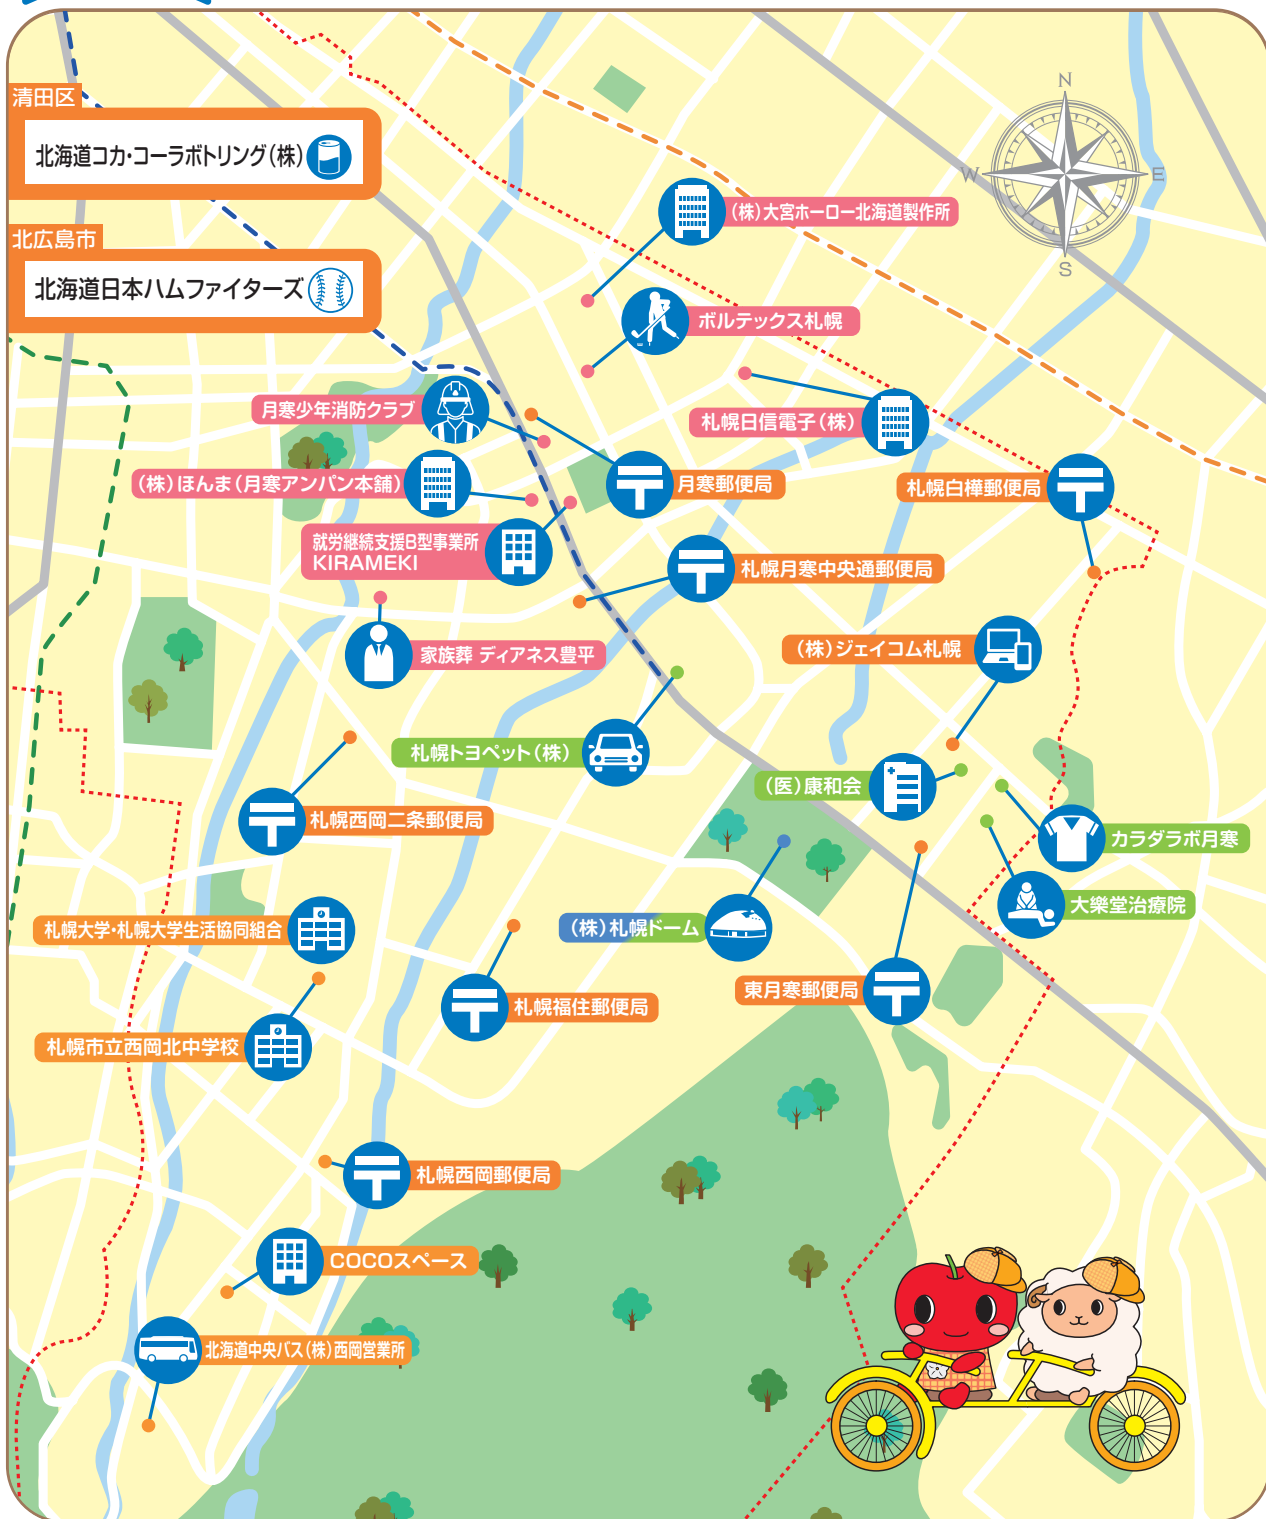 清田区
北海道コカ・コーラボトリング(株)
北広島市
北海道日本ハムファイターズ
N
W
E
S
(株)大宮ホーロー北海道製作所
ボルテックス札幌
月寒少年消防クラブ
札幌日信電子(株)
(株)ほんま(月寒アンパン本舗)
月寒郵便局
札幌白樺郵便局
就労継続支援B型事業所
KIRAMEKI
札幌月寒中央通郵便局
家族葬 ディアネス豊平
(株)ジェイコム札幌
札幌トヨペット(株)
(医)康和会
札幌西岡二条郵便局
カラダラボ月寒
大樂堂治療院
札幌大学・札幌大学生活協同組合
(株)札幌ドーム
東月寒郵便局
札幌福住郵便局
札幌市立西岡北中学校
札幌西岡郵便局
COCOスペース
北海道中央バス(株)西岡営業所